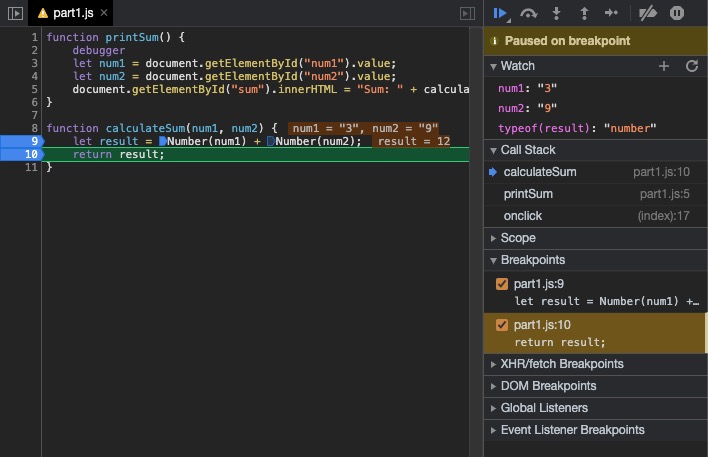 part1.js ×
1 function printSum() {
2 debugger
3 let num1 = document.getElementById("num1").value;
4 let num2 = document.getElementById("num2").value;
5 document.getElementById("sum").innerHTML = "Sum: " + calcula
6 }
7
8 function calculateSum(num1, num2) { num1 = "3", num2 = "9"
9 let result = Number(num1) + Number(num2); result = 12
10 return result;
11 }
Paused on breakpoint
Watch
num1: "3"
num2: "9"
typeof(result): "number"
Call Stack
calculateSum part1.js:10
printSum part1.js:5
onclick (index):17
Scope
Breakpoints
part1.js:9
let result = Number(num1) +…
part1.js:10
return result;
XHR/fetch Breakpoints
DOM Breakpoints
Global Listeners
Event Listener Breakpoints